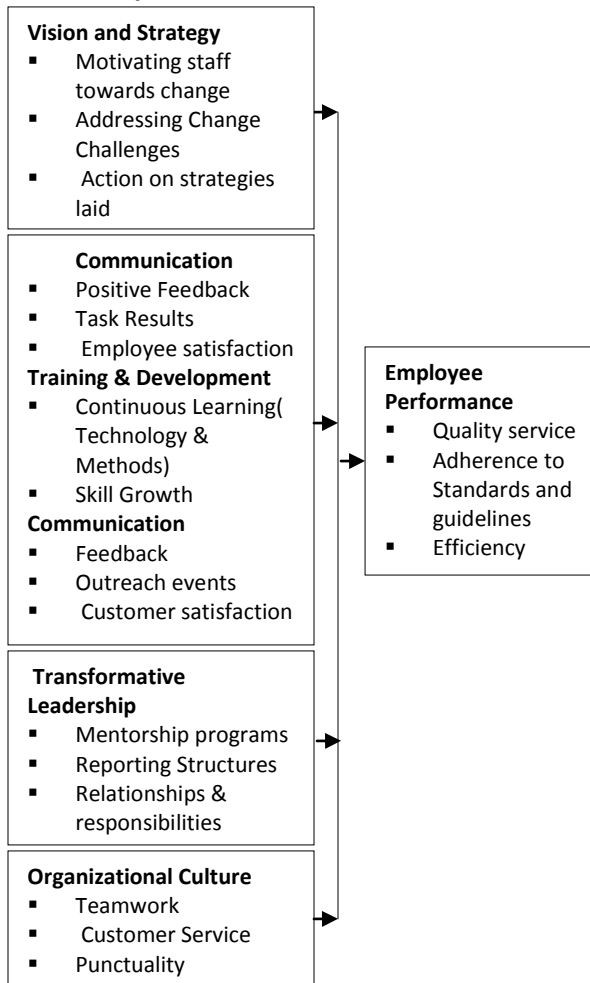 Vision and Strategy
▪ Motivating staff
towards change
▪ Addressing Change
Challenges
▪ Action on strategies
laid
Communication
▪ Positive Feedback
▪ Task Results
▪ Employee satisfaction
Training & Development
▪ Continuous Learning(
Technology &
Methods)
▪ Skill Growth
Communication
▪ Feedback
▪ Outreach events
▪ Customer satisfaction
Transformative
Leadership
▪ Mentorship programs
▪ Reporting Structures
▪ Relationships &
responsibilities
Organizational Culture
▪ Teamwork
▪ Customer Service
▪ Punctuality
Employee
Performance
▪ Quality service
▪ Adherence to
Standards and
guidelines
▪ Efficiency